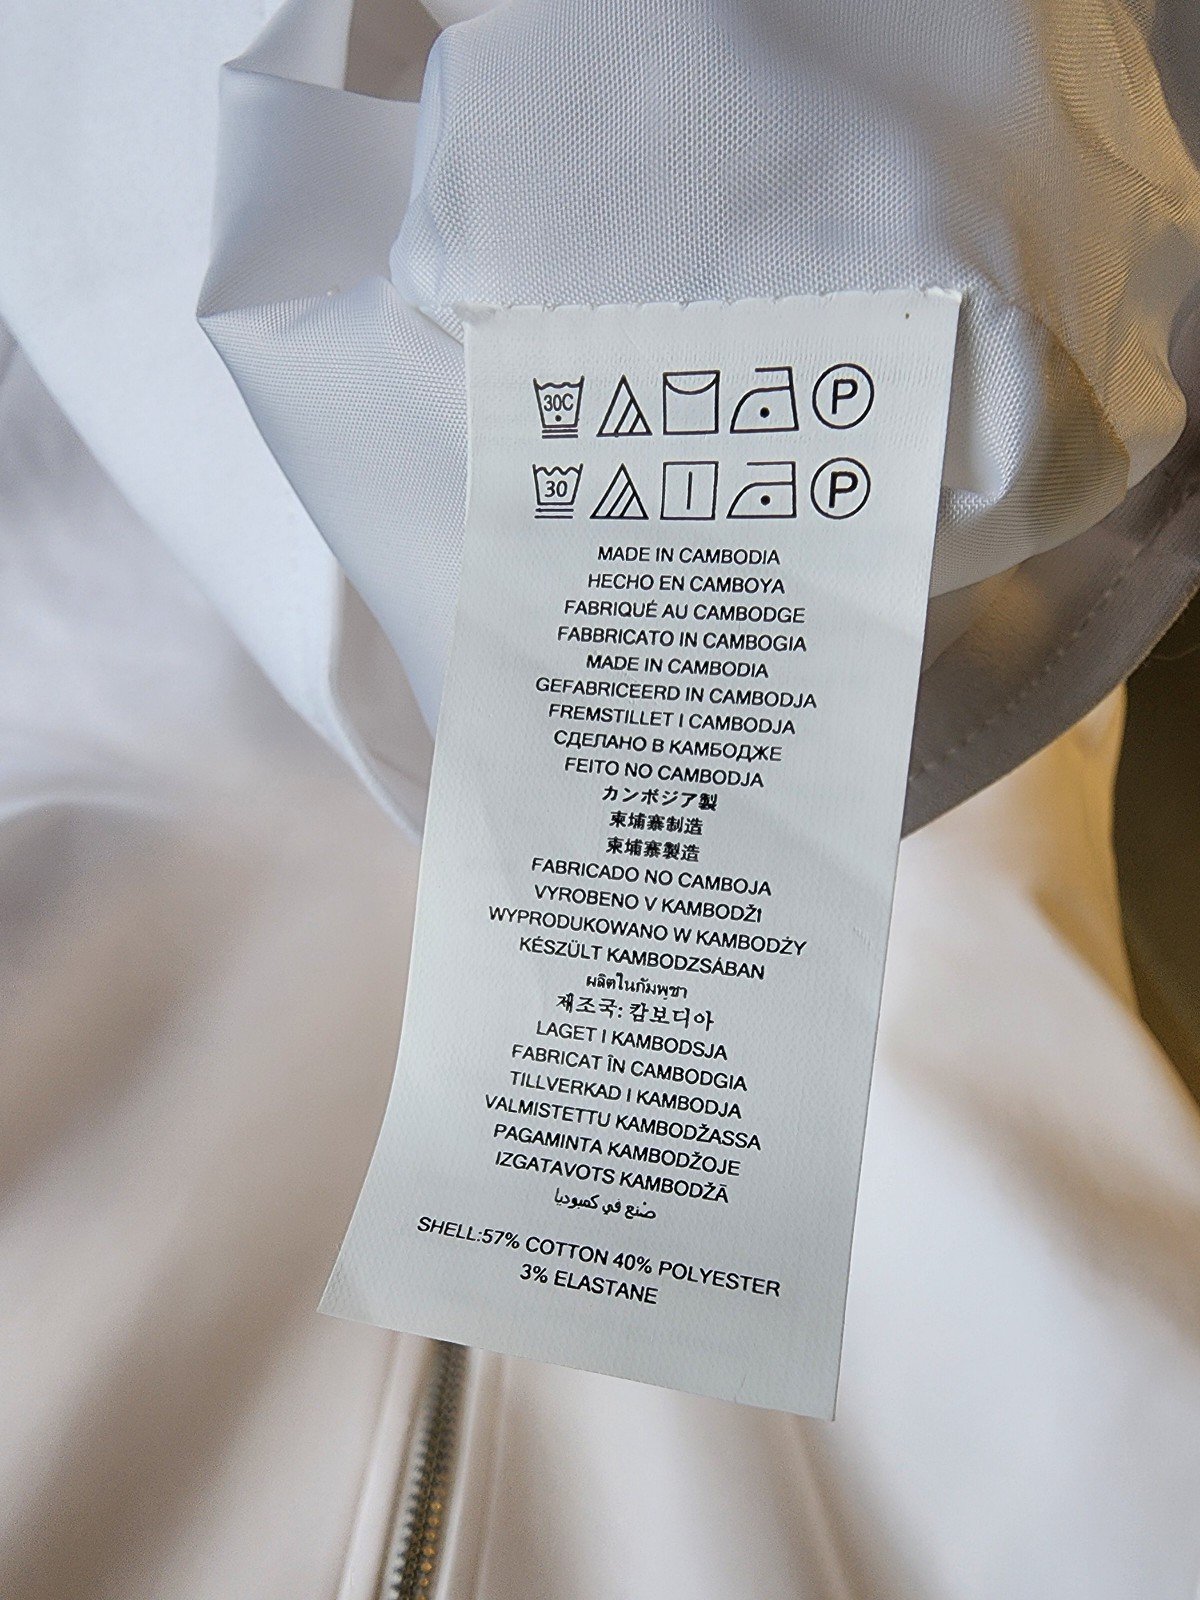 30C
P
30
P
MADE IN CAMBODIA
HECHO EN CAMBOYA
FABRIQUÉ AU CAMBODGE
FABBRICATO IN CAMBOGIA
MADE IN CAMBODIA
GEFABRICEERD IN CAMBODJA
FREMSTILLET I CAMBODJA
СДЕЛАНО В КАМБОДЖЕ
FEITO NO CAMBODJA
カンボジア製
柬埔寨制造
柬埔寨製造
FABRICADO NO CAMBOJA
VYROBENO V KAMBODŽI
WYPRODUKOWANO W KAMBODŻY
KÉSZÜLT KAMBODZSÁBAN
ผลิตในกัมพูชา
제조국: 캄보디아
LAGET I KAMBODSJA
FABRICAT ÎN CAMBODGIA
TILLVERKAD I KAMBODJA
VALMISTETTU KAMBODŽASSA
PAGAMINTA KAMBODŽOJE
IZGATAVOTS KAMBODŽĀ
صُنع في كمبوديا
SHELL:57% COTTON 40% POLYESTER
3% ELASTANE